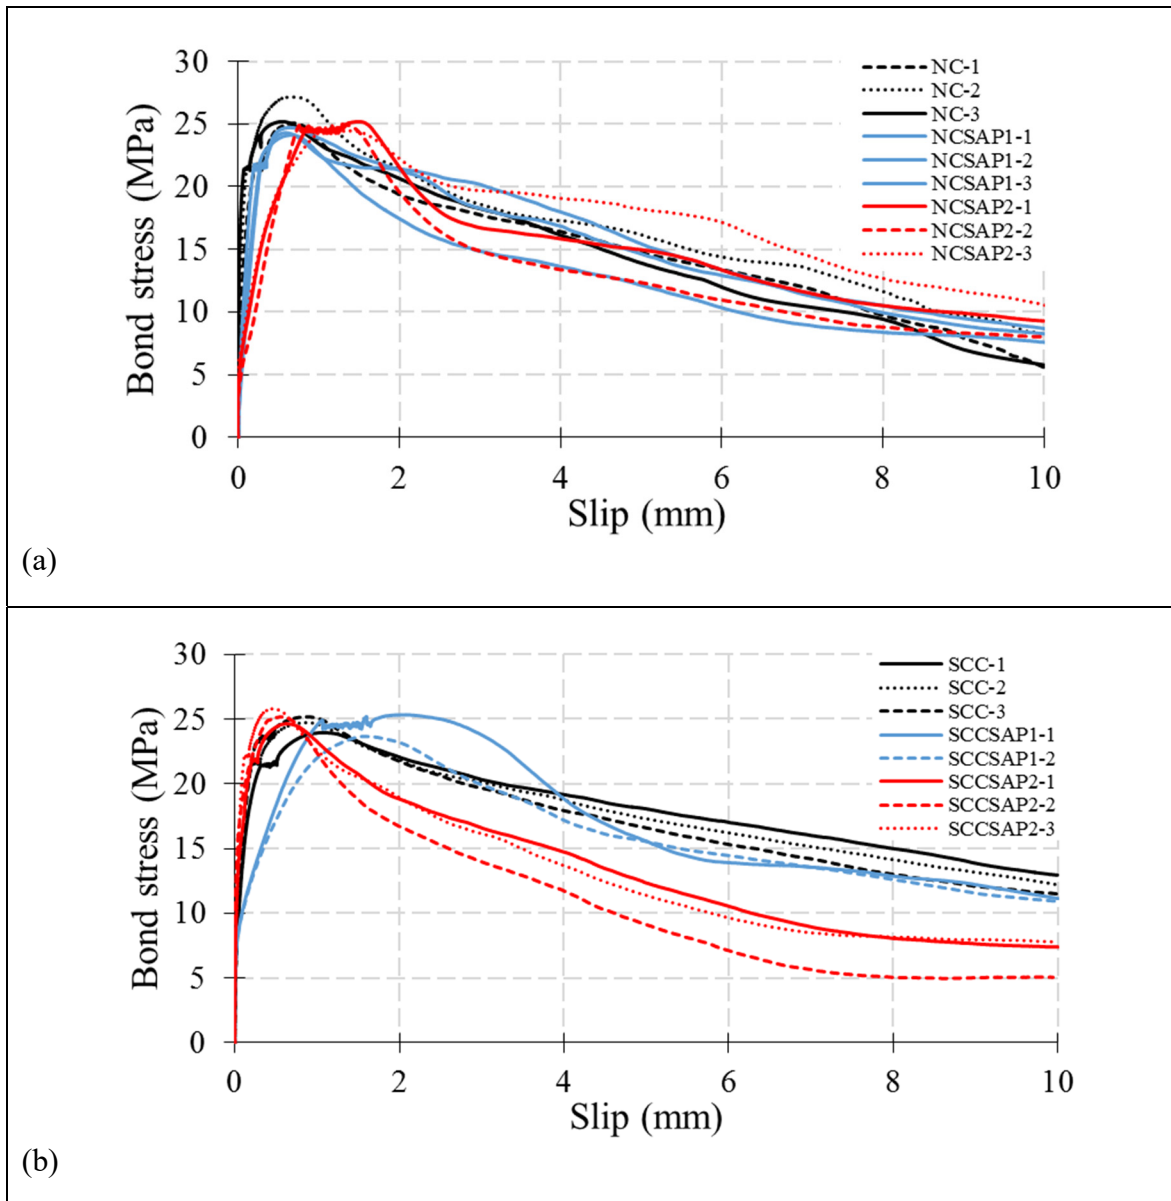 30
25
20
15
10
5
0
Bond stress (MPa)
0 2 4 6 8 10
Slip (mm)
NC-1
NC-2
NC-3
NCSAP1-1
NCSAP1-2
NCSAP1-3
NCSAP2-1
NCSAP2-2
NCSAP2-3
(a)
30
25
20
15
10
5
0
Bond stress (MPa)
0 2 4 6 8 10
Slip (mm)
SCC-1
SCC-2
SCC-3
SCCSAP1-1
SCCSAP1-2
SCCSAP2-1
SCCSAP2-2
SCCSAP2-3
(b)